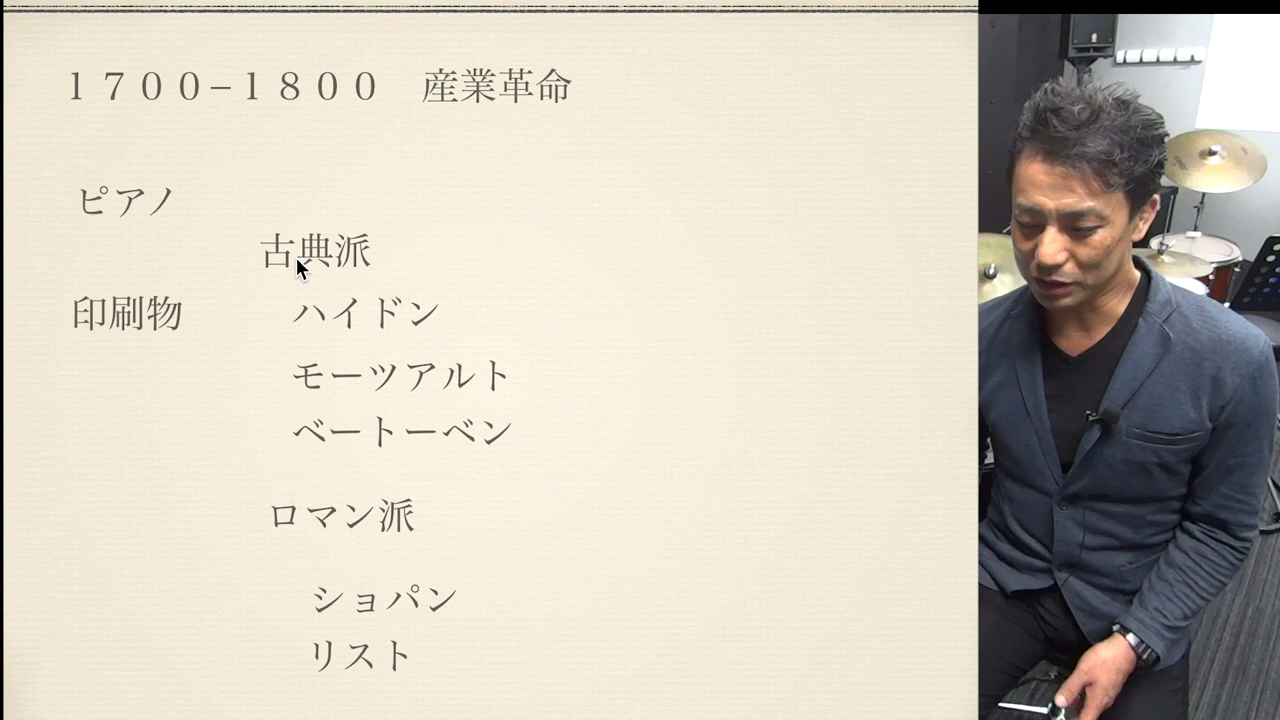 １７００−１８００　産業革命
ピアノ
古典派
印刷物　ハイドン
モーツアルト
ベートーベン
ロマン派
ショパン
リスト